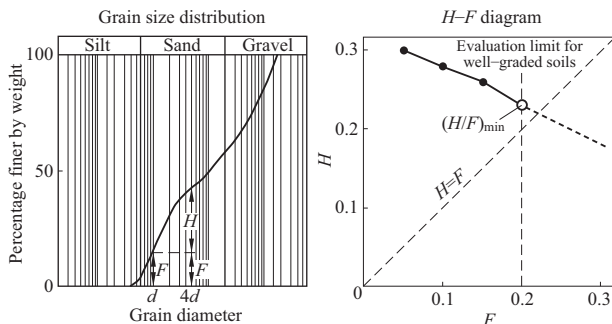 Grain size distribution
Silt Sand Gravel
100
50
0
Percentage finer by weight
H
F F
d 4d
Grain diameter
H–F diagram
0.3
0.2
0.1
0
H
Evaluation limit for
well–graded soils
(H/F)min
H=F
0.1 0.2 0.3
F